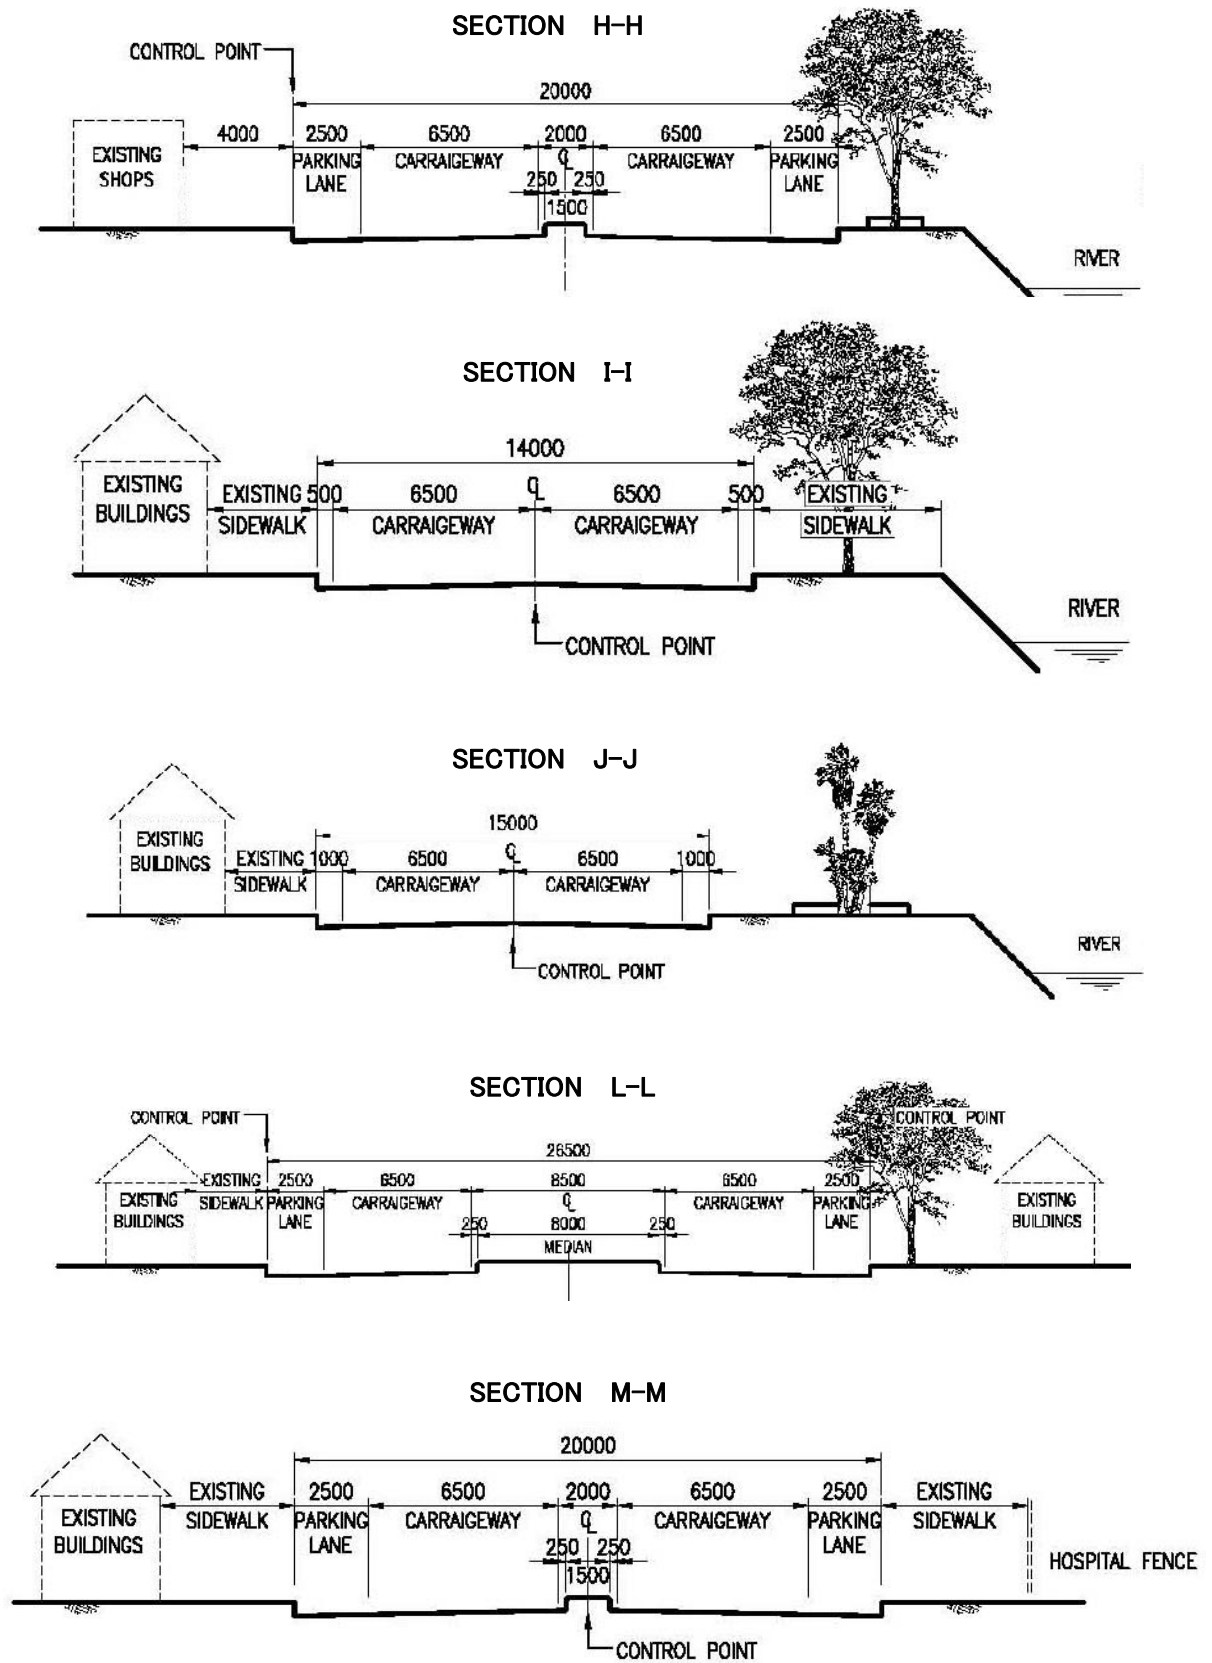 SECTION H-H
CONTROL POINT
20000
4000 2500 6500 2000 6500 2500
EXISTING SHOPS
PARKING LANE
CARRAIGEWAY
CL
CARRAIGEWAY
PARKING LANE
250 250
1500
RIVER
SECTION I-I
14000
EXISTING BUILDINGS
EXISTING SIDEWALK
500 6500 CL 6500 500
CARRAIGEWAY
CARRAIGEWAY
EXISTING SIDEWALK
RIVER
CONTROL POINT
SECTION J-J
15000
EXISTING BUILDINGS
EXISTING SIDEWALK
1000 6500 CL 6500 1000
CARRAIGEWAY
CARRAIGEWAY
RIVER
CONTROL POINT
SECTION L-L
CONTROL POINT
CONTROL POINT
26500
EXISTING BUILDINGS
EXISTING SIDEWALK
2500 6500 8500 6500 2500
PARKING LANE
CARRAIGEWAY
CL
CARRAIGEWAY
PARKING LANE
250 8000 250
MEDIAN
EXISTING BUILDINGS
SECTION M-M
20000
EXISTING BUILDINGS
EXISTING SIDEWALK
2500 6500 2000 6500 2500
PARKING LANE
CARRAIGEWAY
CL
CARRAIGEWAY
PARKING LANE
EXISTING SIDEWALK
250 250
1500
HOSPITAL FENCE
CONTROL POINT